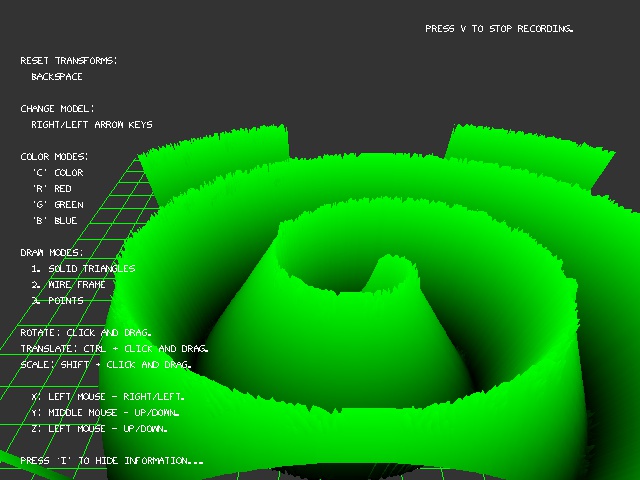 PRESS V TO STOP RECORDING.
RESET TRANSFORMS:
BACKSPACE
CHANGE MODEL:
RIGHT/LEFT ARROW KEYS
COLOR MODES:
'C' COLOR
'R' RED
'G' GREEN
'B' BLUE
DRAW MODES:
1. SOLID TRIANGLES
2. WIRE FRAME
3. POINTS
ROTATE: CLICK AND DRAG.
TRANSLATE: CTRL + CLICK AND DRAG.
SCALE: SHIFT + CLICK AND DRAG.
X: LEFT MOUSE - RIGHT/LEFT.
Y: MIDDLE MOUSE - UP/DOWN.
Z: LEFT MOUSE - UP/DOWN.
PRESS 'I' TO HIDE INFORMATION...